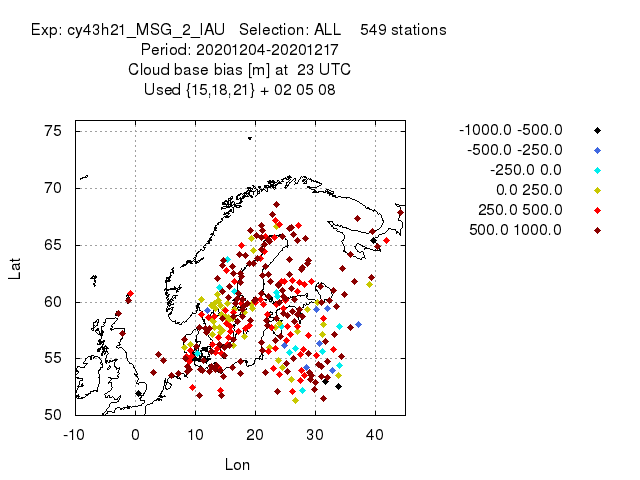 Exp: cy43h21_MSG_2_IAU   Selection: ALL    549 stations
Period: 20201204-20201217
Cloud base bias [m] at  23 UTC
Used {15,18,21} + 02 05 08
-1000.0 -500.0
-500.0 -250.0
-250.0 0.0
0.0 250.0
250.0 500.0
500.0 1000.0
75
70
65
60
55
50
Lat
-10 0 10 20 30 40
Lon